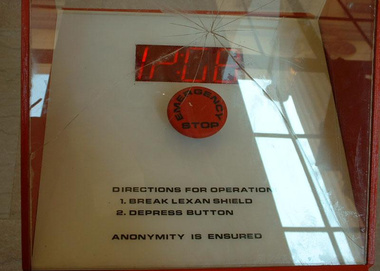 EMERGENCY
STOP
DIRECTIONS FOR OPERATION
1. BREAK LEXAN SHIELD
2. DEPRESS BUTTON
ANONYMITY IS ENSURED